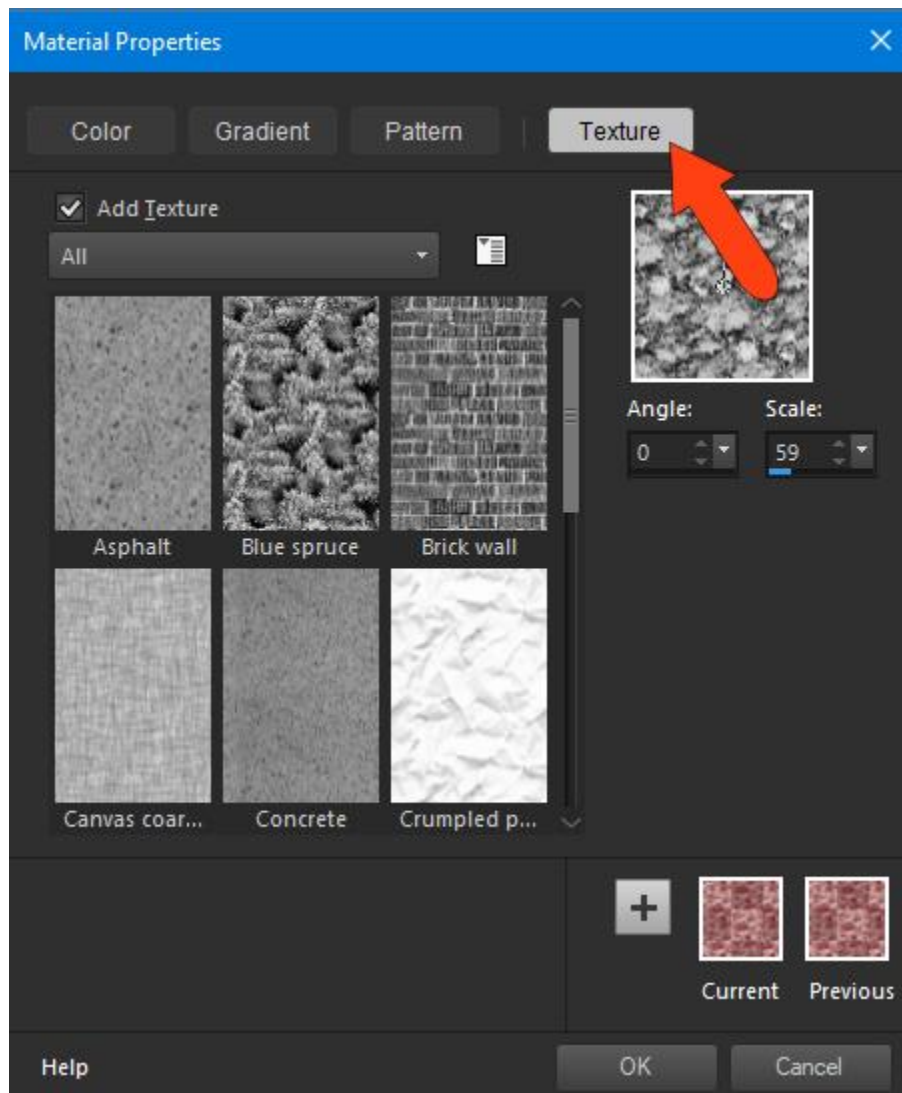 Material Properties
Color Gradient Pattern Texture
Add Texture
All
Angle: Scale:
0 59
Asphalt Blue spruce Brick wall
Canvas coar... Concrete Crumpled p...
Current Previous
Help OK Cancel